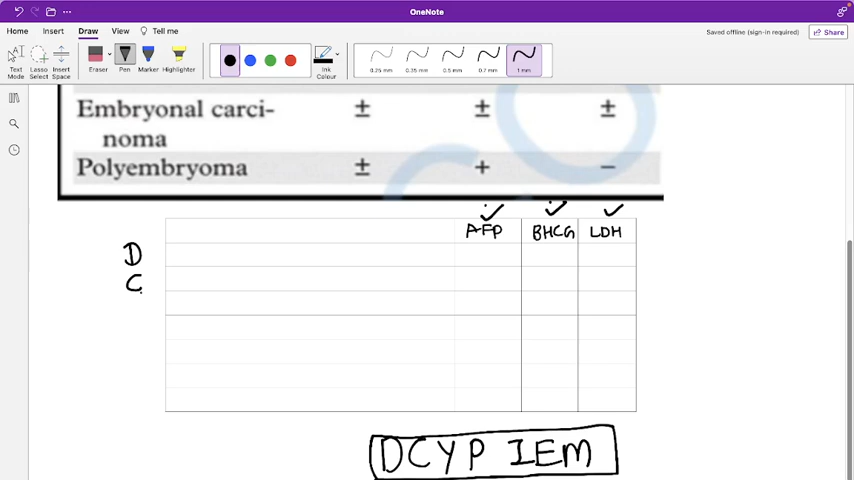 OneNote
Home Insert Draw View Tell me Saved offline (sign-in required) Share
Text Mode Lasso Select Insert Space Eraser Pen Marker Highlighter Ink Colour 0.25 mm 0.35 mm 0.5 mm 0.7 mm 1 mm
Embryonal carci- ± ± ±
noma
Polyembryoma ± + −
AFP BHCG LDH
D
C
DCYP IEM